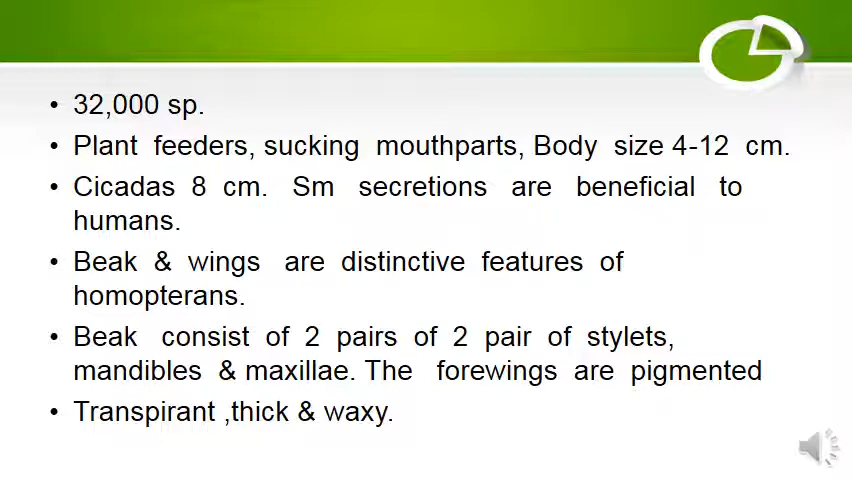 • 32,000 sp.
• Plant feeders, sucking mouthparts, Body size 4-12 cm.
• Cicadas 8 cm. Sm secretions are beneficial to
humans.
• Beak & wings are distinctive features of
homopterans.
• Beak consist of 2 pairs of 2 pair of stylets,
mandibles & maxillae. The forewings are pigmented
• Transpirant ,thick & waxy.